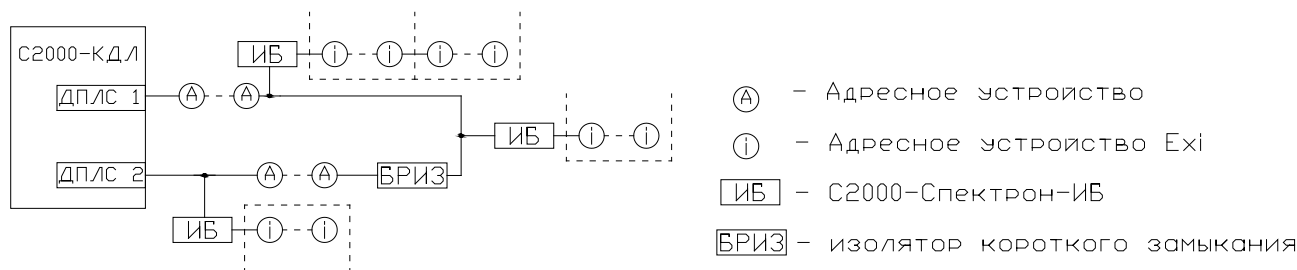 С2000-КДЛ
ДПЛС 1
А
А
ИБ
i
i
i
i
ИБ
i
i
ДПЛС 2
А
А
БРИЗ
ИБ
i
i
А - Адресное устройство
i - Адресное устройство Exi
ИБ - С2000-Спектрон-ИБ
БРИЗ - изолятор короткого замыкания